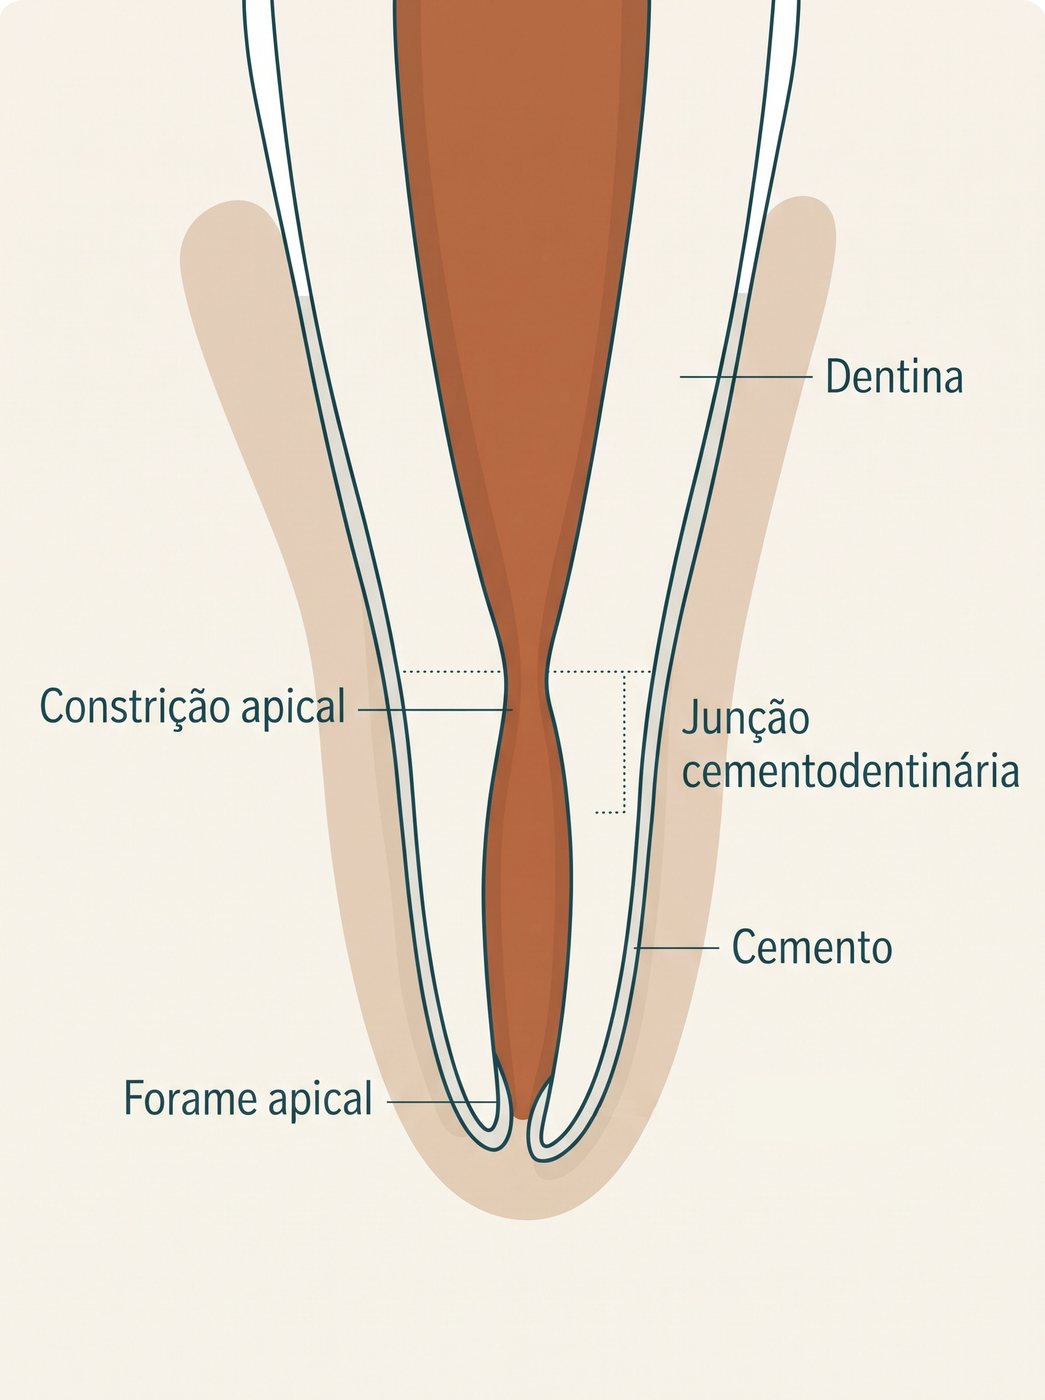 Dentina
Constrição apical
Junção
cementodentinária
Cemento
Forame apical